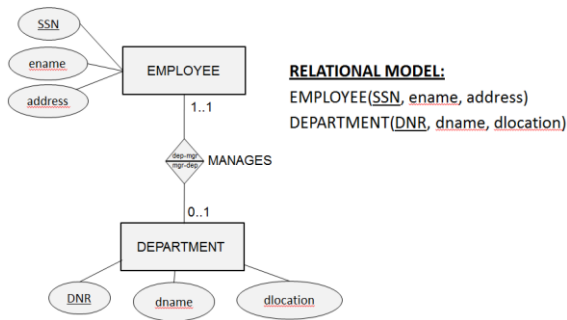 SSN
ename
address
EMPLOYEE
1..1
dep-mgr
mgr-dep
MANAGES
0..1
DEPARTMENT
DNR
dname
dlocation
RELATIONAL MODEL:
EMPLOYEE(SSN, ename, address)
DEPARTMENT(DNR, dname, dlocation)